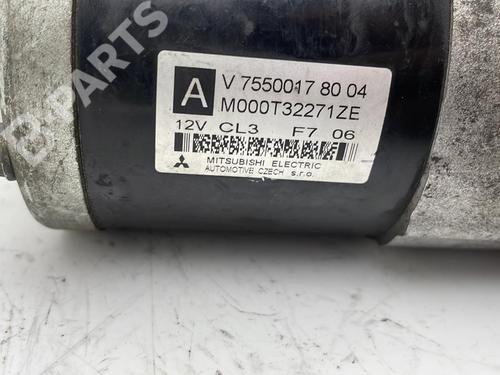 B-PARTS
A
V 7550017 80 04
M000T32271ZE
12V CL3 F7 06
MITSUBISHI ELECTRIC
AUTOMOTIVE CZECH s.r.o.